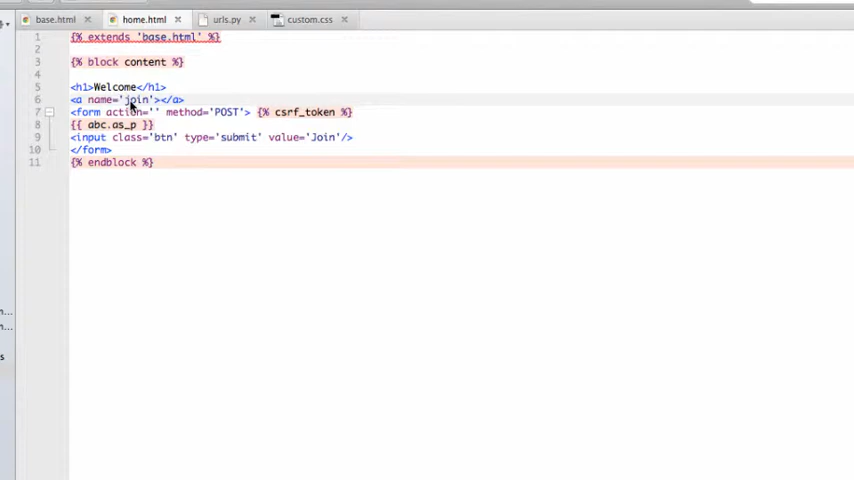 base.html home.html urls.py custom.css
1 {% extends 'base.html' %}
2
3 {% block content %}
4
5 <h1>Welcome</h1>
6 <a name='join'></a>
7 <form action='' method='POST'> {% csrf_token %}
8 {{ abc.as_p }}
9 <input class='btn' type='submit' value='Join'/>
10 </form>
11 {% endblock %}
n...
n...
s